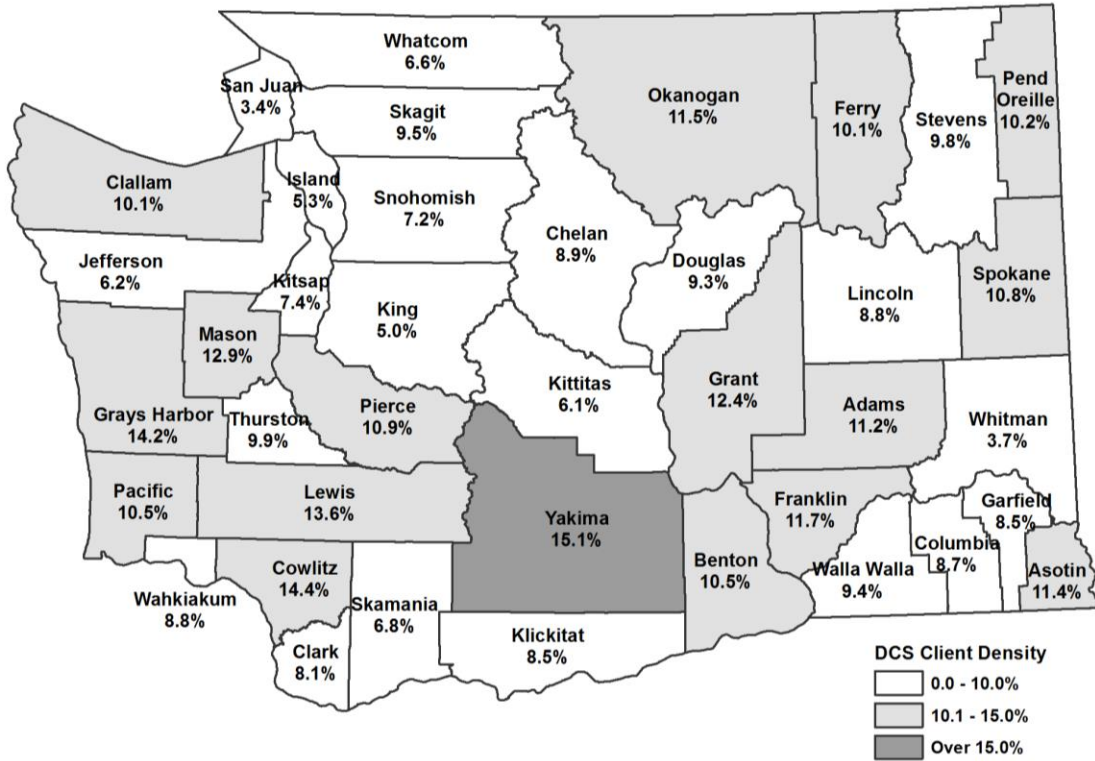 Whatcom
6.6%
San Juan
3.4%
Skagit
9.5%
Okanogan
11.5%
Ferry
10.1%
Stevens
9.8%
Pend
Oreille
10.2%
Clallam
10.1%
Island
5.3%
Snohomish
7.2%
Chelan
8.9%
Douglas
9.3%
Jefferson
6.2%
Kitsap
7.4%
King
5.0%
Lincoln
8.8%
Spokane
10.8%
Mason
12.9%
Kittitas
6.1%
Grant
12.4%
Grays Harbor
14.2%
Thurston
9.9%
Pierce
10.9%
Adams
11.2%
Whitman
3.7%
Pacific
10.5%
Lewis
13.6%
Yakima
15.1%
Franklin
11.7%
Garfield
8.5%
Benton
10.5%
Walla Walla
9.4%
Columbia
8.7%
Asotin
11.4%
Wahkiakum
8.8%
Cowlitz
14.4%
Skamania
6.8%
Clark
8.1%
Klickitat
8.5%
DCS Client Density
0.0 - 10.0%
10.1 - 15.0%
Over 15.0%